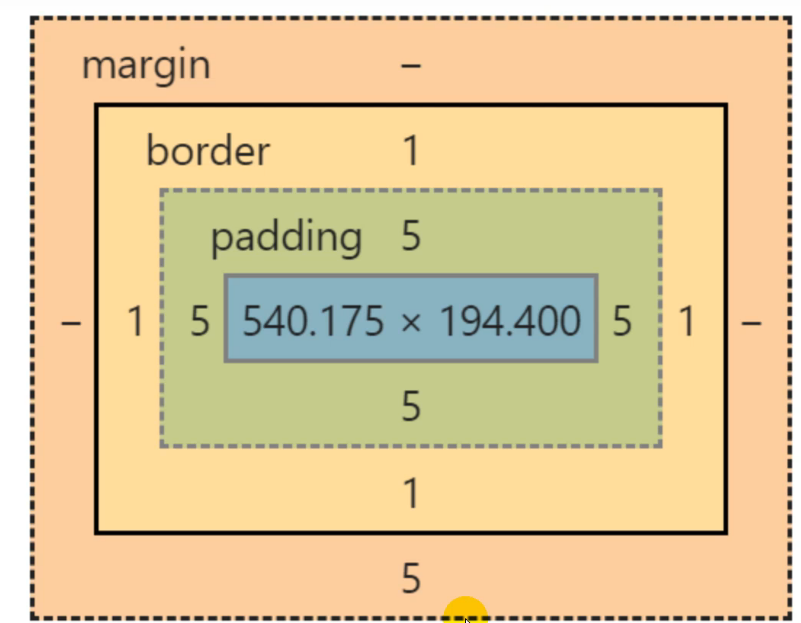 margin –
border 1
padding 5
– 1 5 540.175 × 194.400 5 1 –
5
1
5